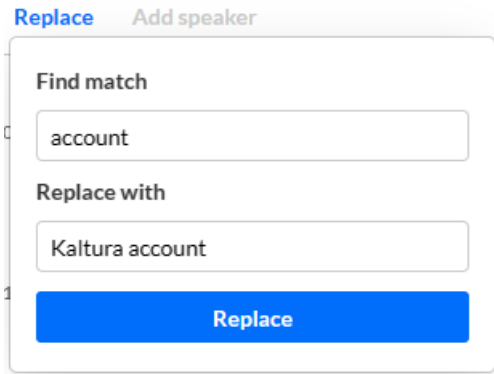 Replace Add speaker
Find match
account
Replace with
Kaltura account
Replace